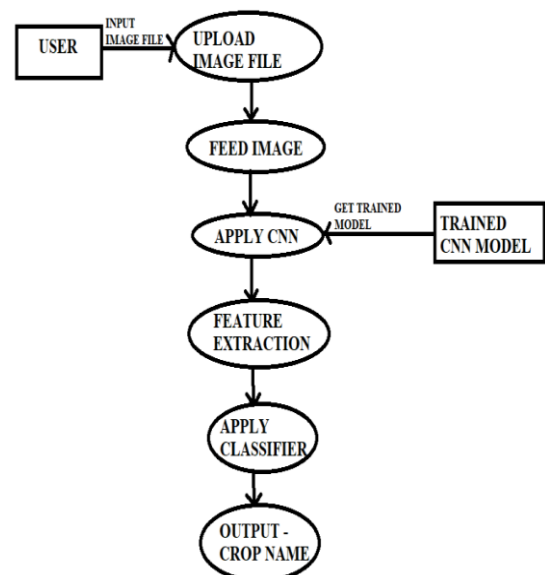 USER
INPUT
IMAGE FILE
UPLOAD
IMAGE FILE
FEED IMAGE
APPLY CNN
GET TRAINED
MODEL
TRAINED
CNN MODEL
FEATURE
EXTRACTION
APPLY
CLASSIFIER
OUTPUT -
CROP NAME